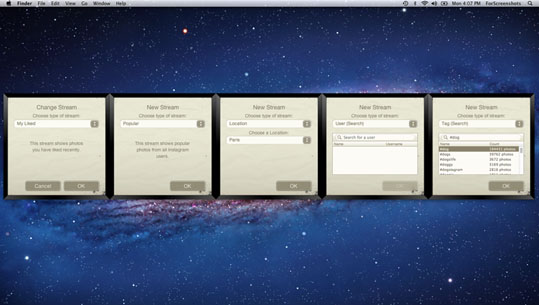 Finder File Edit View Go Window Help
Mon 4:07 PM ForScreenshots
Change Stream
Choose type of stream:
My Liked
This stream shows photos
you have liked recently.
Cancel OK
New Stream
Choose type of stream:
Popular
This stream shows popular
photos from all Instagram
users.
OK
New Stream
Choose type of stream:
Location
Choose a Location:
Paris
OK
New Stream
Choose type of stream:
User (Search)
Search for a user
Name Username
OK
New Stream
Choose type of stream:
Tag (Search)
#dog
Name Count
#dog
#dogs
#dogslife
#doggy
#dogstagram
#dogsofinstagram
OK